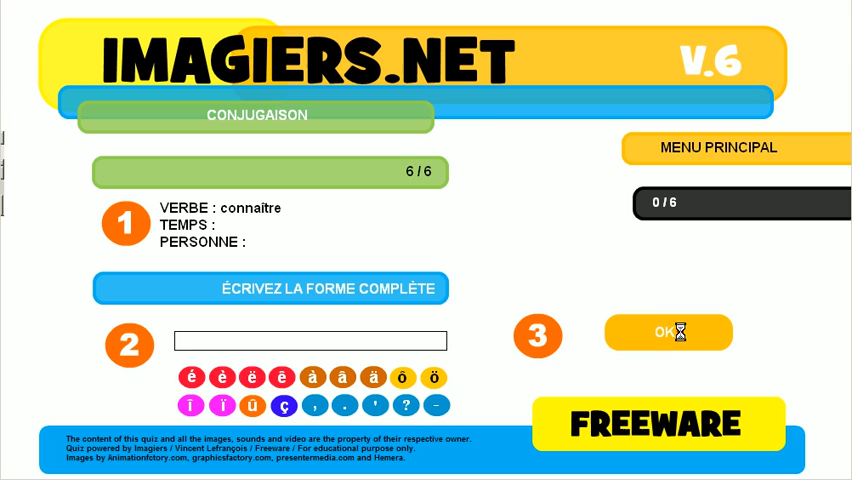 IMAGIERS.NET
V.6
CONJUGAISON
MENU PRINCIPAL
6 / 6
0 / 6
1
VERBE : connaître
TEMPS :
PERSONNE :
ÉCRIVEZ LA FORME COMPLÈTE
2
3
OK
é è ë ê à â ä ô ö
î ï û ç , . ' ? -
FREEWARE
The content of this quiz and all the images, sounds and video are the property of their respective owner.
Quiz powered by Imagiers / Vincent Lefrançois / Freeware / For educational purpose only.
Images by Animationfctory.com, graphicsfactory.com, presentermedia.com and Hemera.